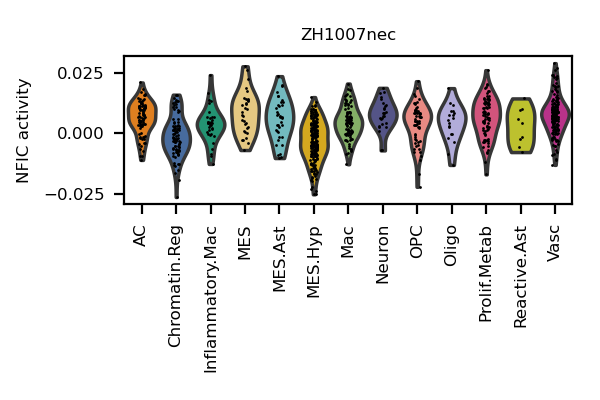 ZH1007nec
NFIC activity
0.025
0.000
−0.025
AC
Chromatin.Reg
Inflammatory.Mac
MES
MES.Ast
MES.Hyp
Mac
Neuron
OPC
Oligo
Prolif.Metab
Reactive.Ast
Vasc